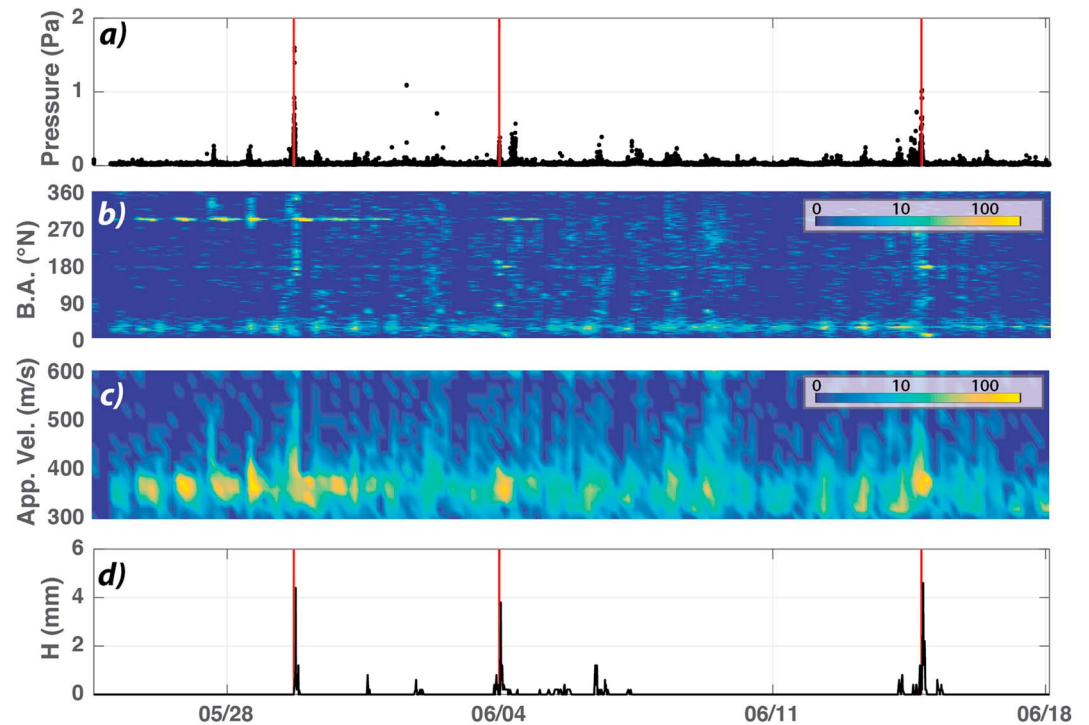 a)
Pressure (Pa)
2
1
0
b)
B.A. (°N)
360
270
180
90
0
0 10 100
c)
App. Vel. (m/s)
600
500
400
300
0 10 100
d)
H (mm)
6
4
2
0
05/28 06/04 06/11 06/18